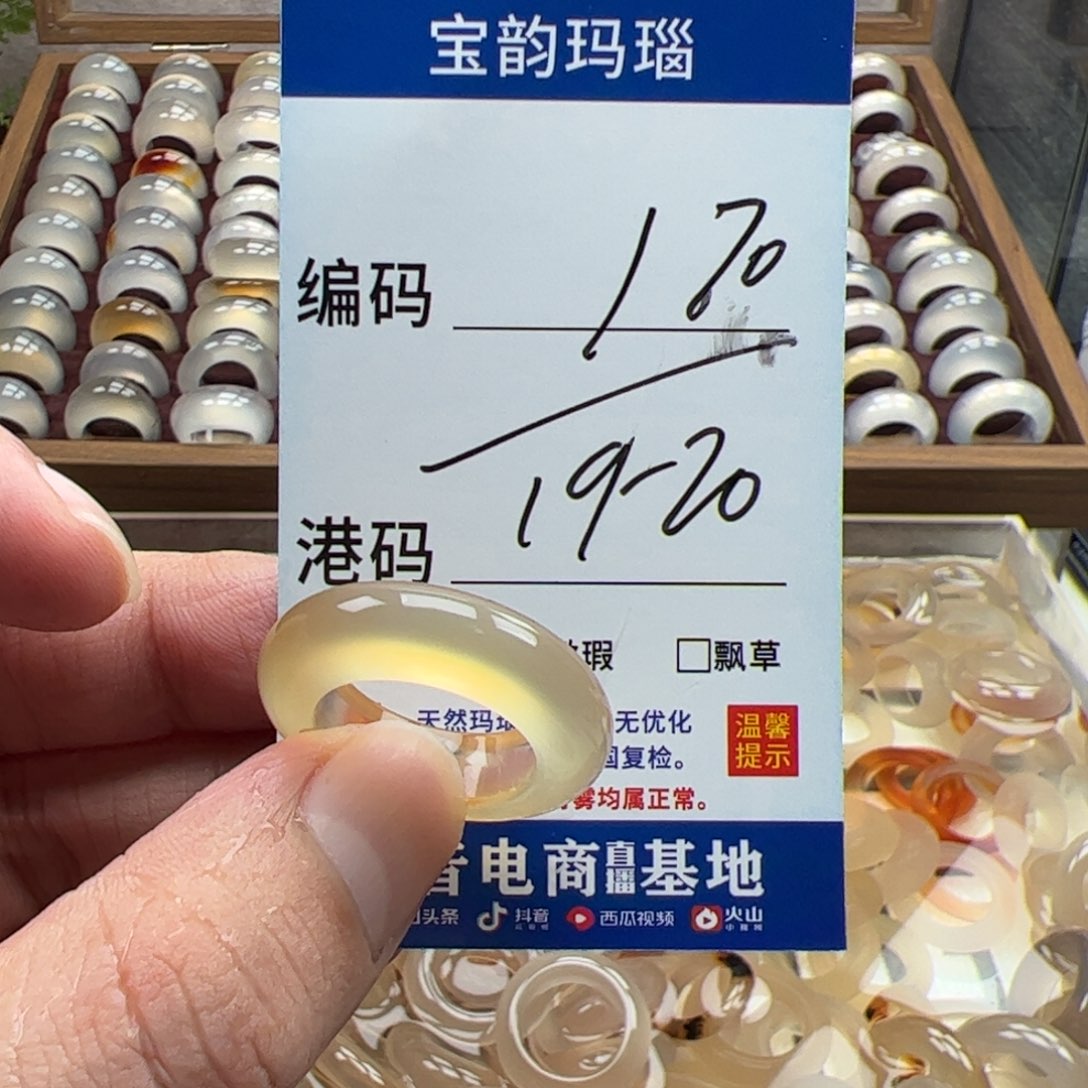 宝韵玛瑙
编码 170
港码 19-20
瑕 □飘草
天然玛 无优化 温馨
国复检。 提示
雾均属正常。
音电商直播基地
头条 抖音 西瓜视频 火山